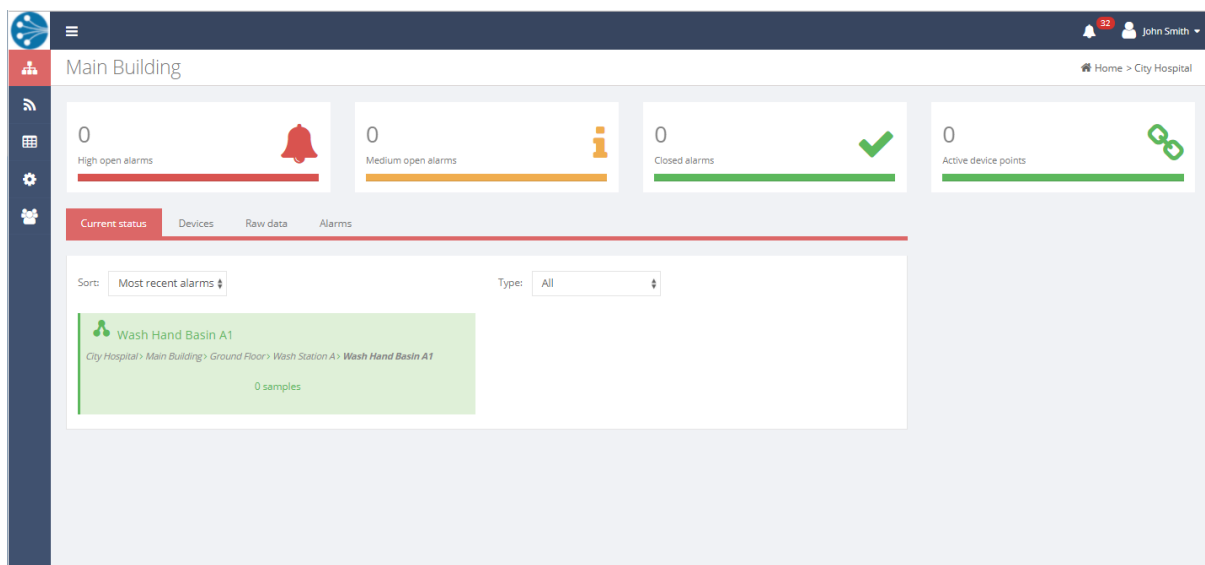 32
John Smith
Main Building
Home > City Hospital
0
High open alarms
0
Medium open alarms
0
Closed alarms
0
Active device points
Current status Devices Raw data Alarms
Sort: Most recent alarms Type: All
Wash Hand Basin A1
City Hospital> Main Building> Ground Floor> Wash Station A> Wash Hand Basin A1
0 samples